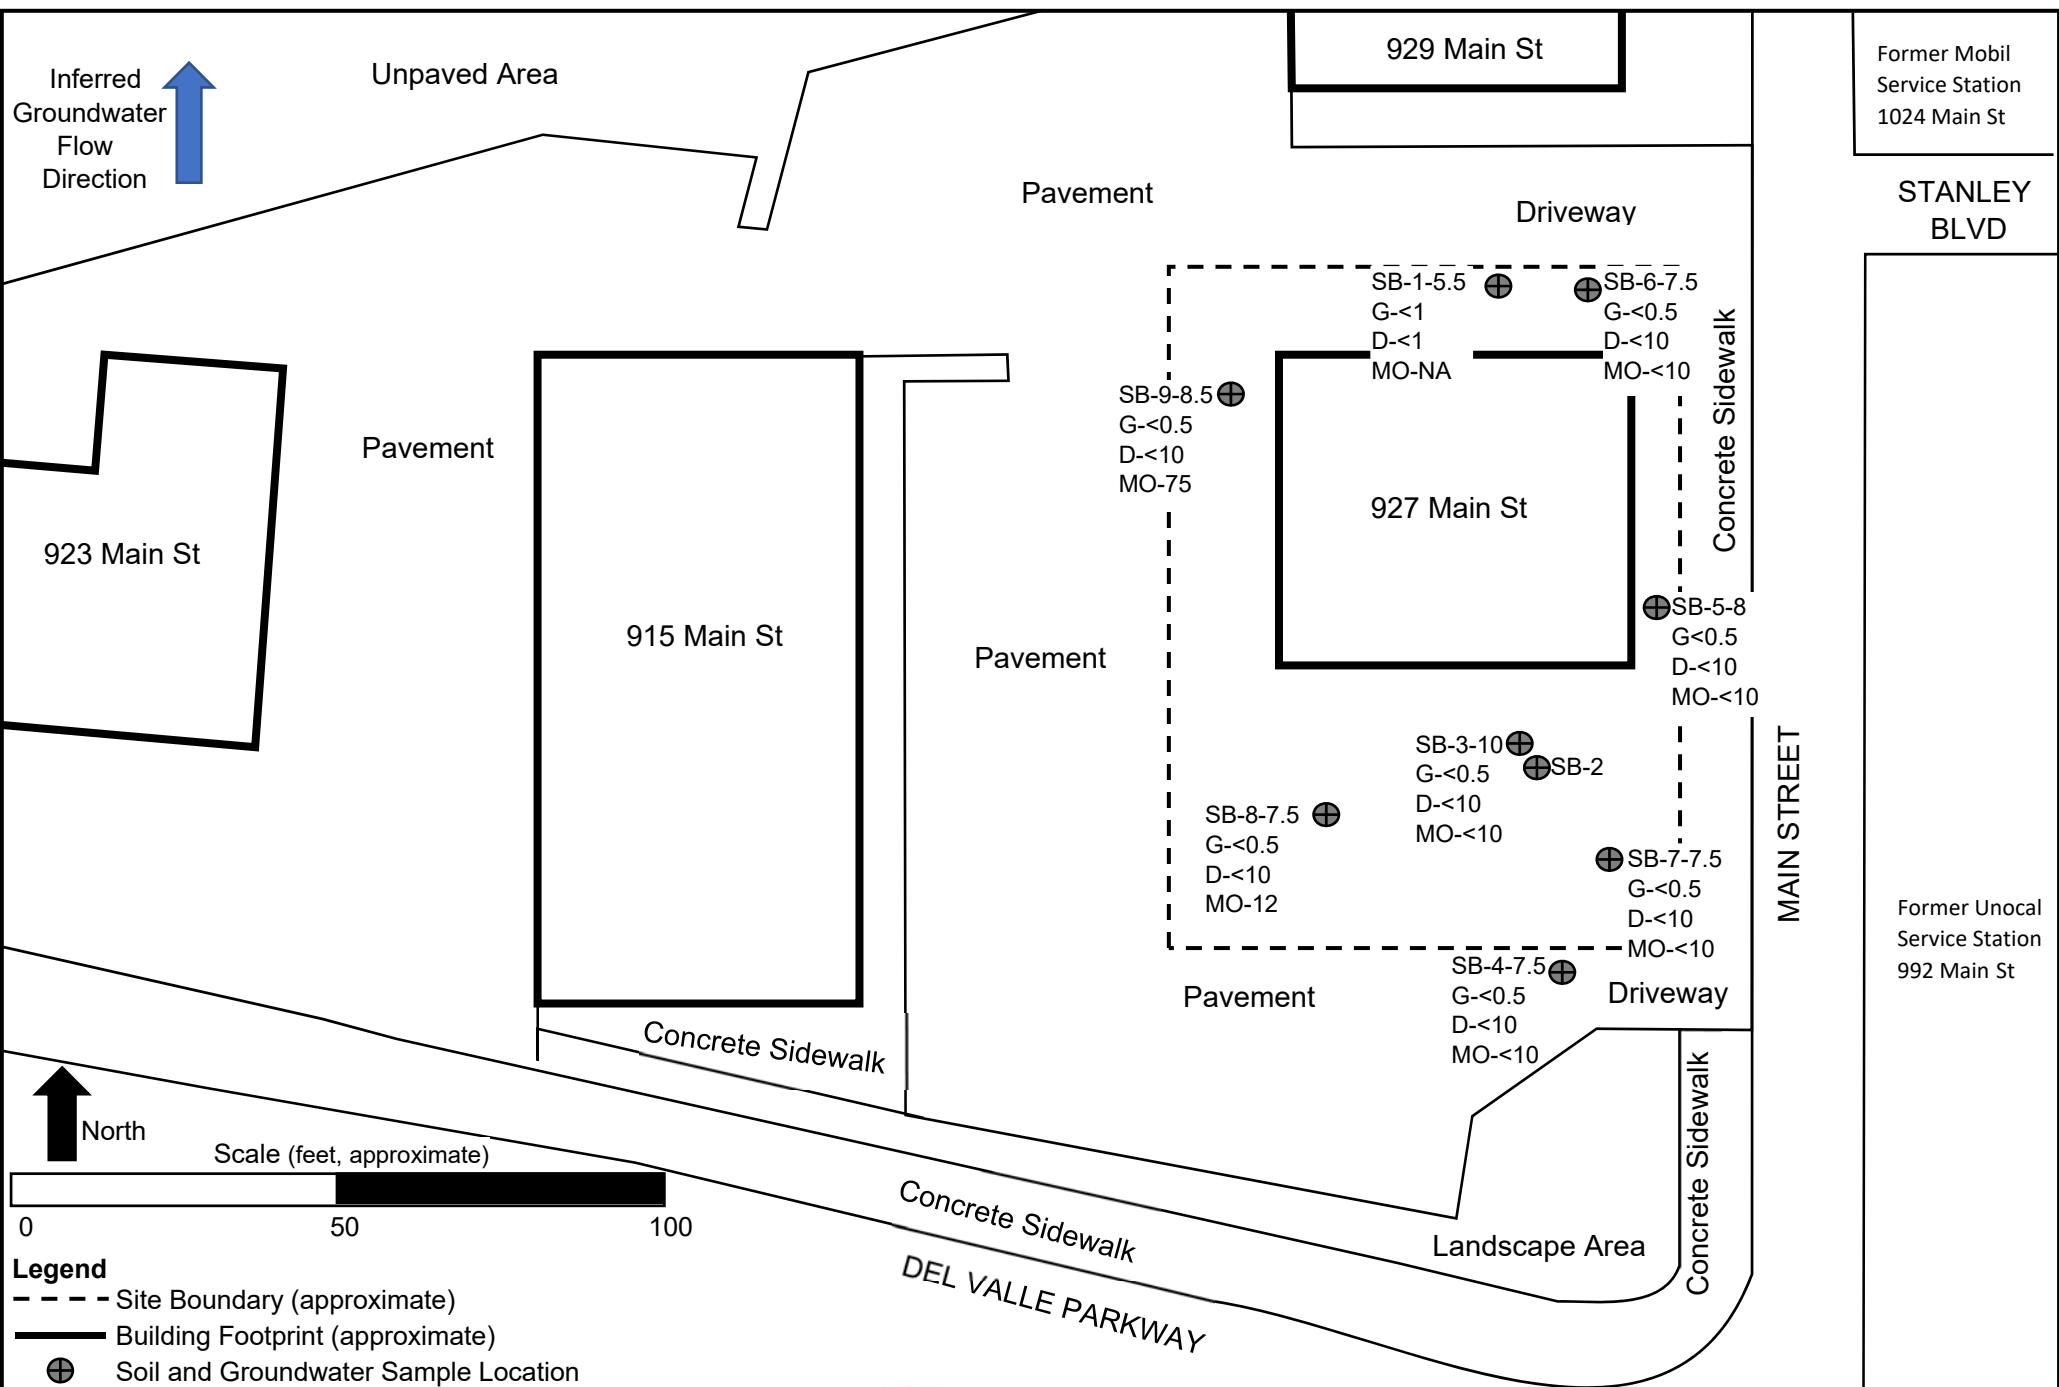 Inferred
Groundwater
Flow
Direction
Unpaved Area
929 Main St
Former Mobil
Service Station
1024 Main St
Pavement
Driveway
STANLEY
BLVD
SB-1-5.5
G-<1
D-<1
MO-NA
SB-6-7.5
G-<0.5
D-<10
MO-<10
Concrete Sidewalk
SB-9-8.5
G-<0.5
D-<10
MO-75
Pavement
927 Main St
923 Main St
915 Main St
Pavement
SB-5-8
G<0.5
D-<10
MO-<10
SB-3-10
G-<0.5
D-<10
MO-<10
SB-2
MAIN STREET
SB-8-7.5
G-<0.5
D-<10
MO-12
SB-7-7.5
G-<0.5
D-<10
MO-<10
Former Unocal
Service Station
992 Main St
SB-4-7.5
G-<0.5
D-<10
MO-<10
Pavement
Driveway
Concrete Sidewalk
Concrete Sidewalk
North
Scale (feet, approximate)
0 50 100
Concrete Sidewalk
Landscape Area
DEL VALLE PARKWAY
Legend
Site Boundary (approximate)
Building Footprint (approximate)
Soil and Groundwater Sample Location